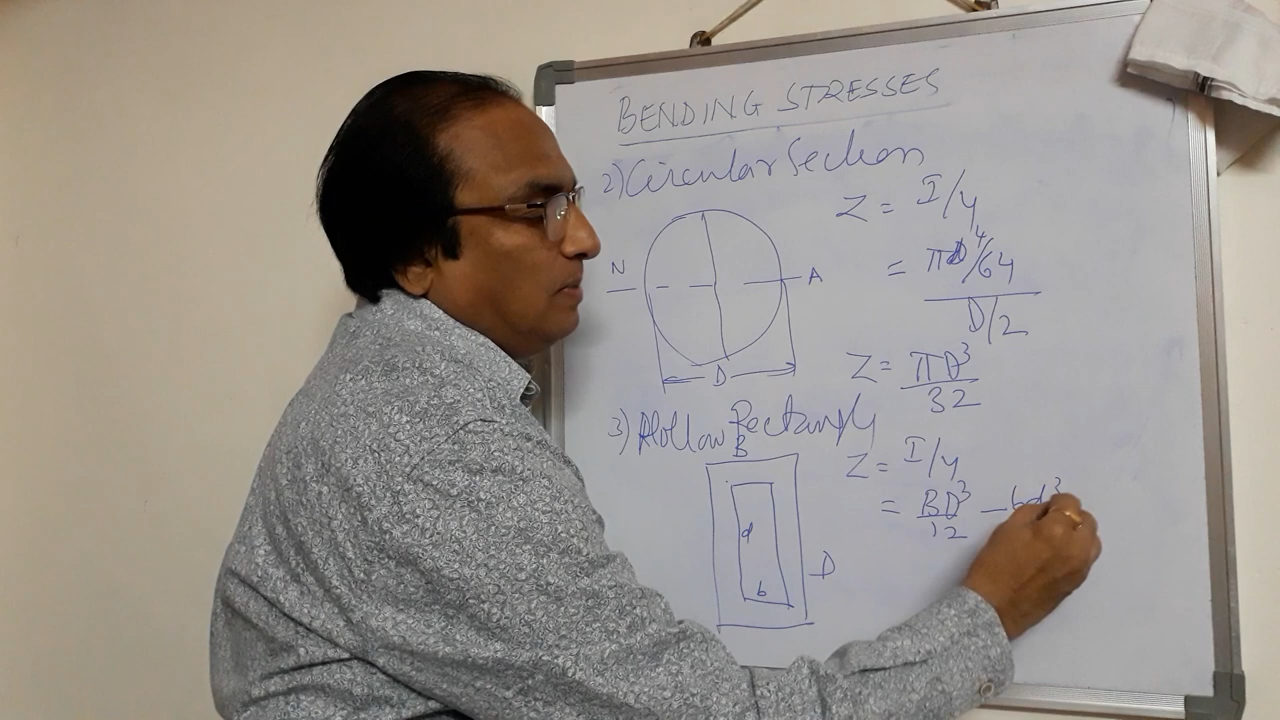 BENDING STRESSES
2) Circular Section
Z = I/y
N
A
= πD⁴/64
D/2
D
Z = πD³
32
3) Hollow Rectangle
B
Z = I/y
= BD³ - bd³
12
d
b
D